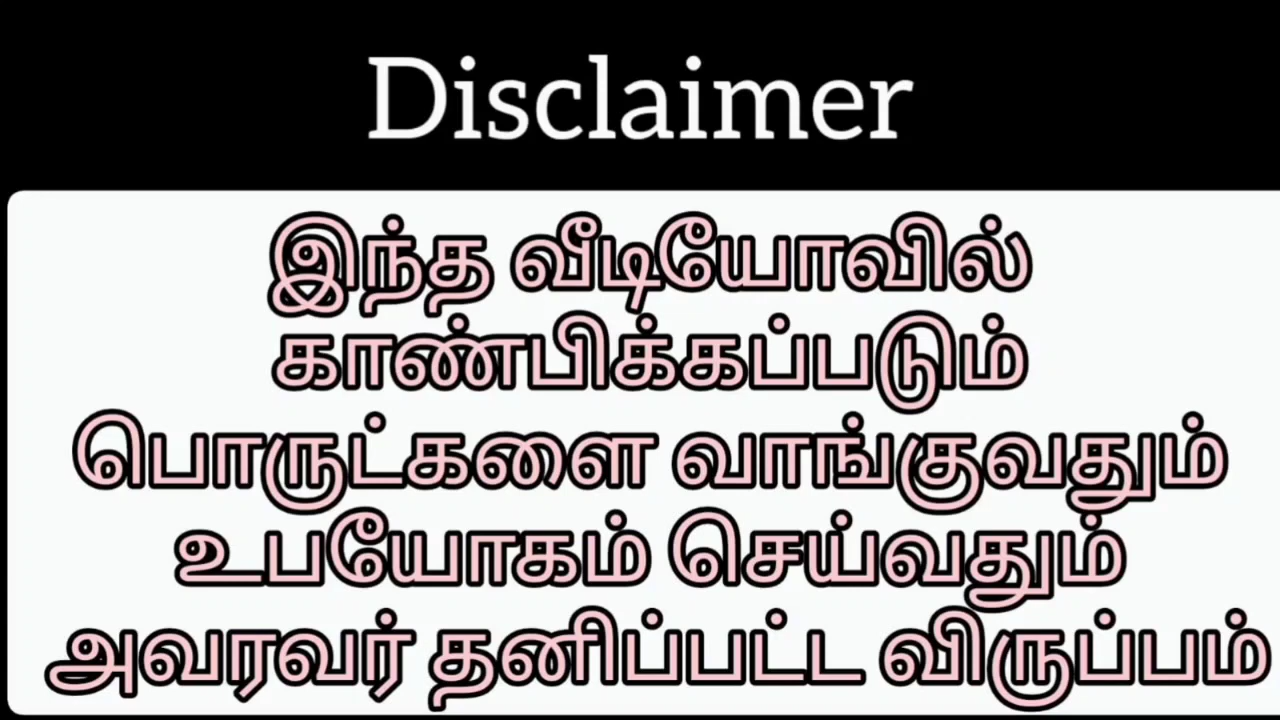 Disclaimer
இந்த வீடியோவில்
காண்பிக்கப்படும்
பொருட்களை வாங்குவதும்
உபயோகம் செய்வதும்
அவரவர் தனிப்பட்ட விருப்பம்